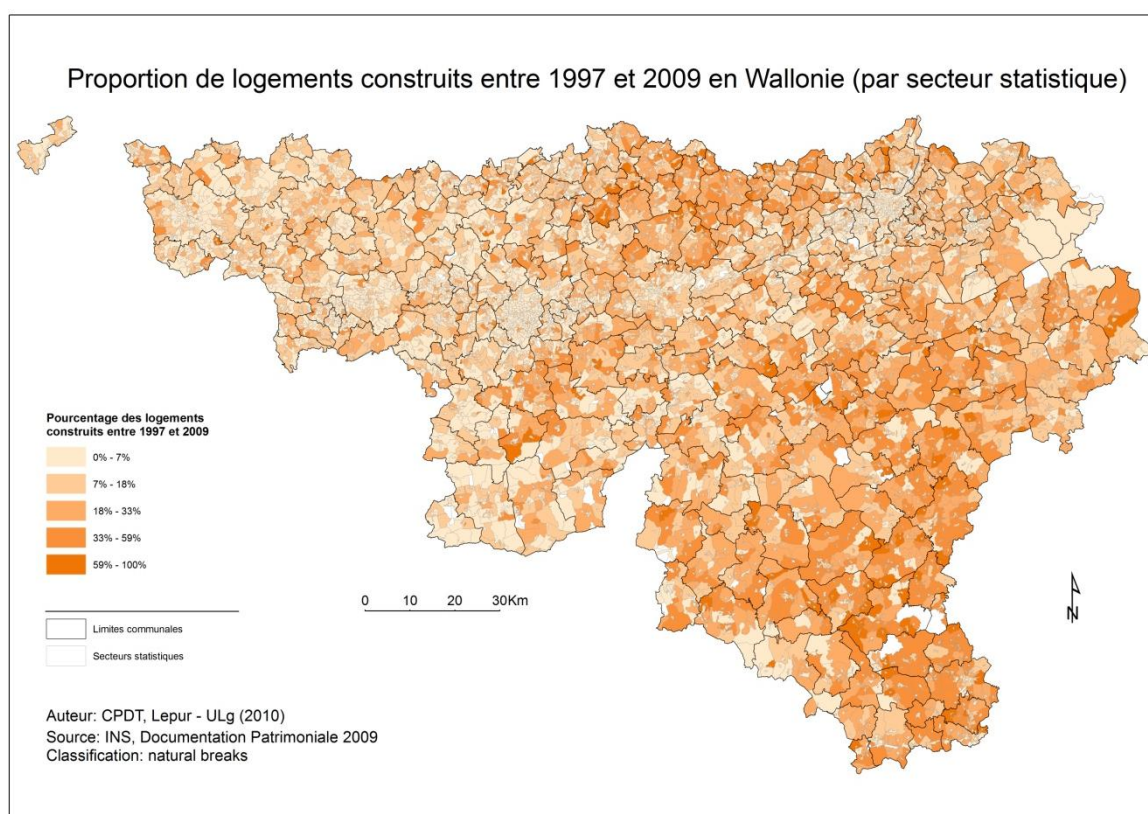 Proportion de logements construits entre 1997 et 2009 en Wallonie (par secteur statistique)
Pourcentage des logements
construits entre 1997 et 2009
0% - 7%
7% - 18%
18% - 33%
33% - 59%
59% - 100%
0 10 20 30Km
N
Limites communales
Secteurs statistiques
Auteur: CPDT, Lepur - ULg (2010)
Source: INS, Documentation Patrimoniale 2009
Classification: natural breaks